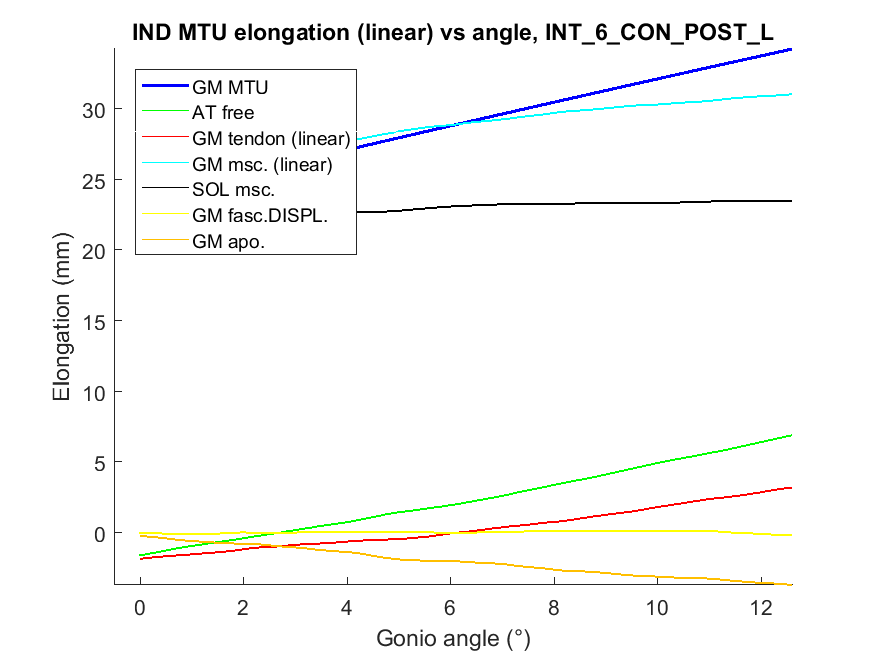 IND MTU elongation (linear) vs angle, INT_6_CON_POST_L
GM MTU
AT free
GM tendon (linear)
GM msc. (linear)
SOL msc.
GM fasc.DISPL.
GM apo.
30
25
20
15
10
5
0
Elongation (mm)
0 2 4 6 8 10 12
Gonio angle (°)